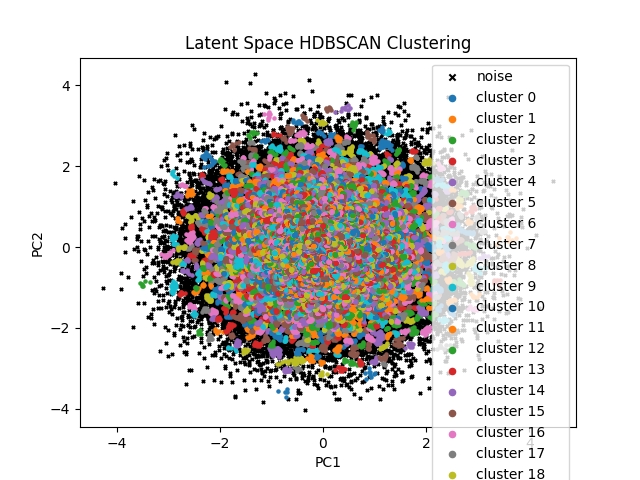 Latent Space HDBSCAN Clustering
noise
cluster 0
cluster 1
cluster 2
cluster 3
cluster 4
cluster 5
cluster 6
cluster 7
cluster 8
cluster 9
cluster 10
cluster 11
cluster 12
cluster 13
cluster 14
cluster 15
cluster 16
cluster 17
cluster 18
4
2
0
−2
−4
PC2
−4
−2
0
2
4
PC1